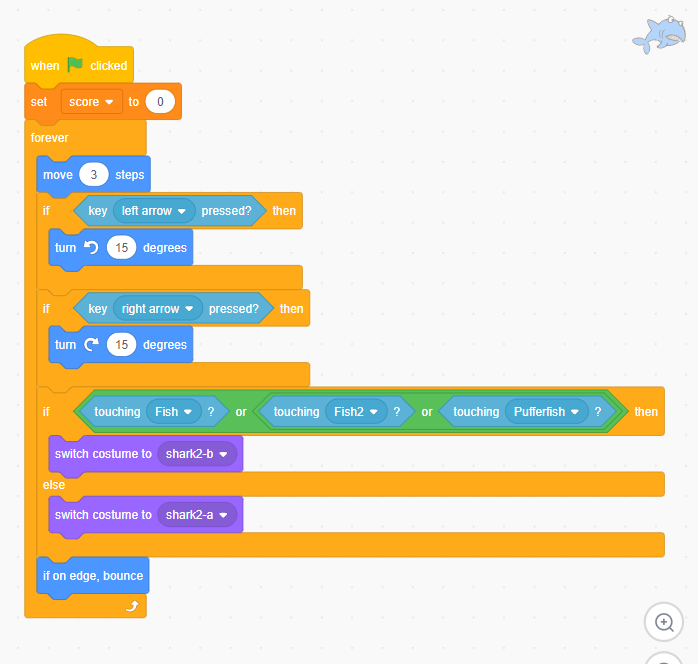 when clicked
set score to 0
forever
move 3 steps
if key left arrow pressed? then
turn 15 degrees
if key right arrow pressed? then
turn 15 degrees
if touching Fish ? or touching Fish2 ? or touching Pufferfish ? then
switch costume to shark2-b
else
switch costume to shark2-a
if on edge, bounce